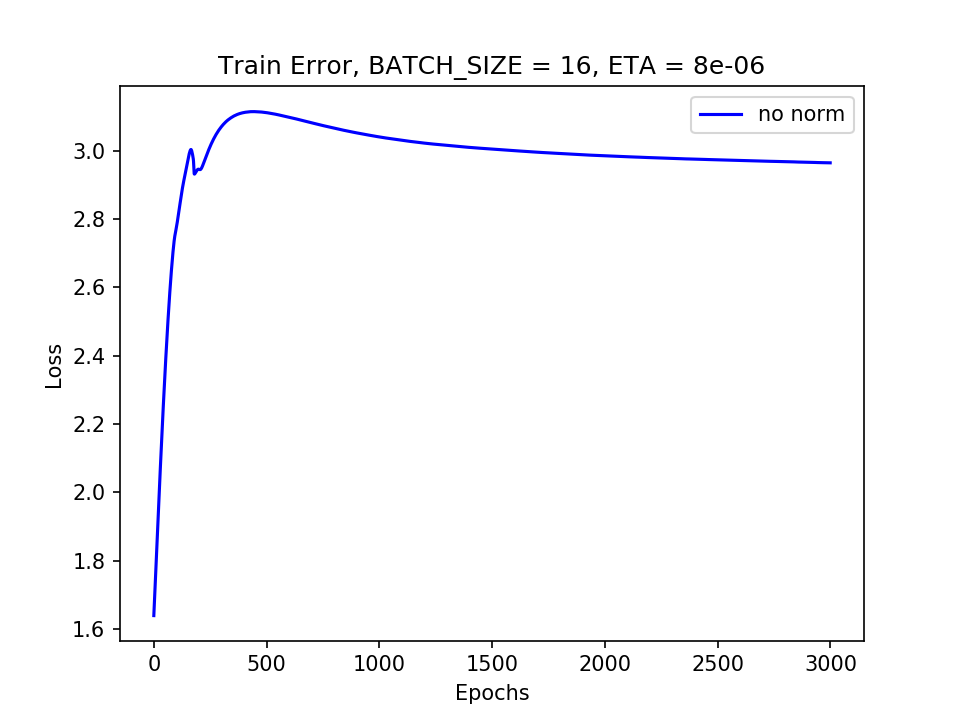 Train Error, BATCH_SIZE = 16, ETA = 8e-06
no norm
3.0
2.8
2.6
2.4
2.2
2.0
1.8
1.6
Loss
0 500 1000 1500 2000 2500 3000
Epochs